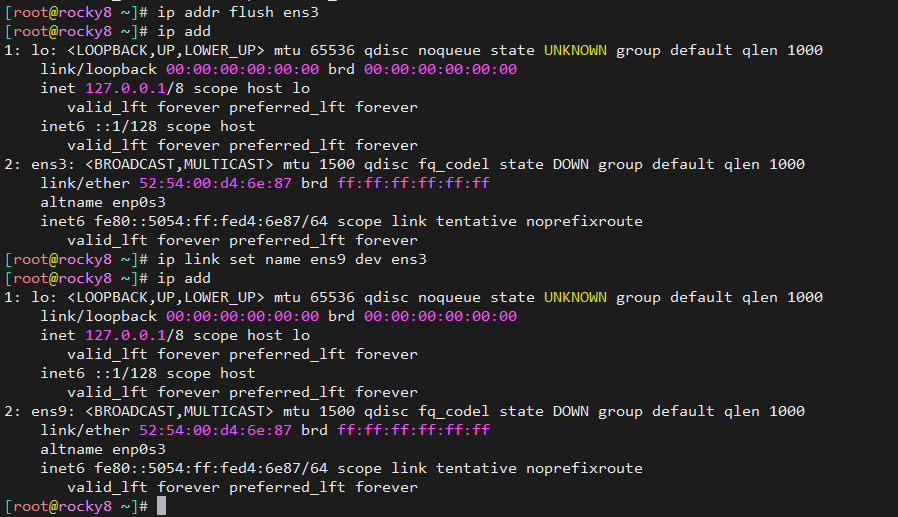 [root@rocky8 ~]# ip addr flush ens3
[root@rocky8 ~]# ip add
1: lo: <LOOPBACK,UP,LOWER_UP> mtu 65536 qdisc noqueue state UNKNOWN group default qlen 1000
    link/loopback 00:00:00:00:00:00 brd 00:00:00:00:00:00
    inet 127.0.0.1/8 scope host lo
       valid_lft forever preferred_lft forever
    inet6 ::1/128 scope host
       valid_lft forever preferred_lft forever
2: ens3: <BROADCAST,MULTICAST> mtu 1500 qdisc fq_codel state DOWN group default qlen 1000
    link/ether 52:54:00:d4:6e:87 brd ff:ff:ff:ff:ff:ff
    altname enp0s3
    inet6 fe80::5054:ff:fed4:6e87/64 scope link tentative noprefixroute
       valid_lft forever preferred_lft forever
[root@rocky8 ~]# ip link set name ens9 dev ens3
[root@rocky8 ~]# ip add
1: lo: <LOOPBACK,UP,LOWER_UP> mtu 65536 qdisc noqueue state UNKNOWN group default qlen 1000
    link/loopback 00:00:00:00:00:00 brd 00:00:00:00:00:00
    inet 127.0.0.1/8 scope host lo
       valid_lft forever preferred_lft forever
    inet6 ::1/128 scope host
       valid_lft forever preferred_lft forever
2: ens9: <BROADCAST,MULTICAST> mtu 1500 qdisc fq_codel state DOWN group default qlen 1000
    link/ether 52:54:00:d4:6e:87 brd ff:ff:ff:ff:ff:ff
    altname enp0s3
    inet6 fe80::5054:ff:fed4:6e87/64 scope link tentative noprefixroute
       valid_lft forever preferred_lft forever
[root@rocky8 ~]#